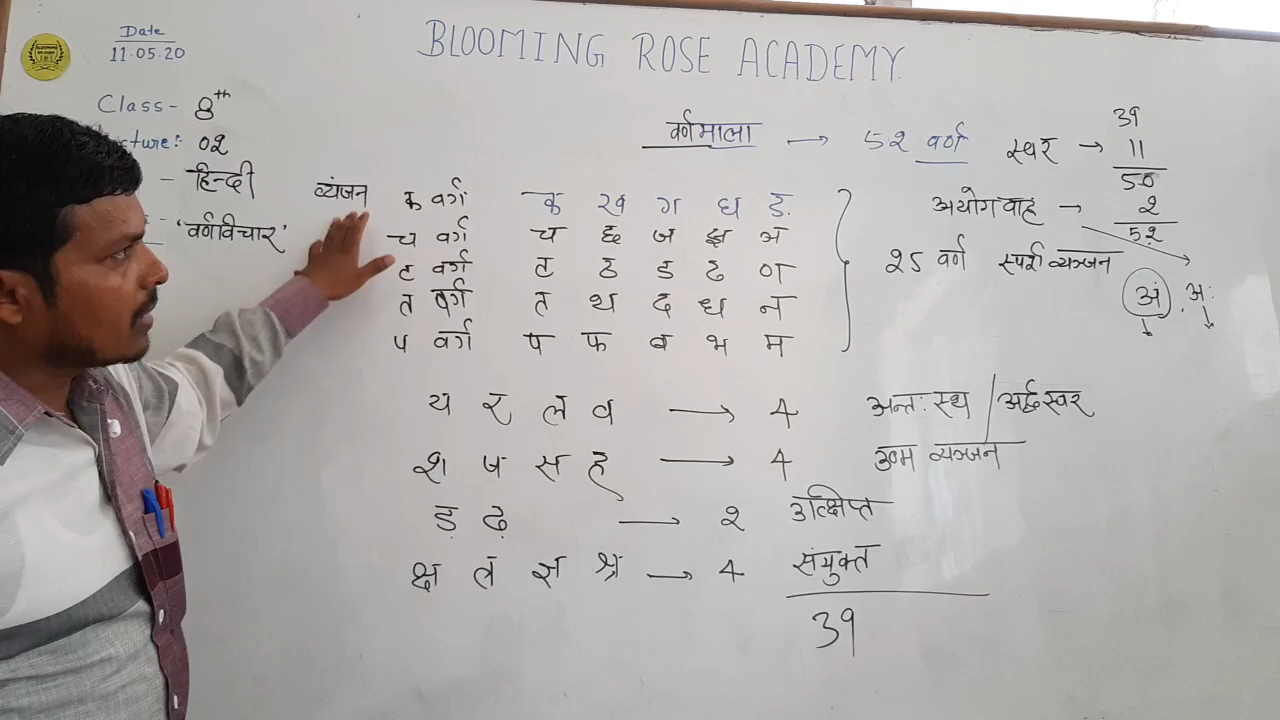 Date
11.05.20
BLOOMING ROSE ACADEMY
Class- 8th
cture:- 02
- हिन्दी
'वर्णविचार'
वर्णमाला → 52 वर्ण
स्वर → 39
11
50
अयोगवाह → 2
52
अं , अः
व्यंजन
क वर्ग क ख ग घ ङ
च वर्ग च छ ज झ ञ
ट वर्ग ट ठ ड ढ ण
त वर्ग त थ द ध न
प वर्ग प फ ब भ म
25 वर्ण स्पर्श व्यञ्जन
य र ल व → 4 अन्तःस्थ / अर्द्धस्वर
श ष स ह → 4 उष्म व्यञ्जन
ड़ ढ़ → 2 उत्क्षिप्त
क्ष त्र ज्ञ श्र → 4 संयुक्त
39